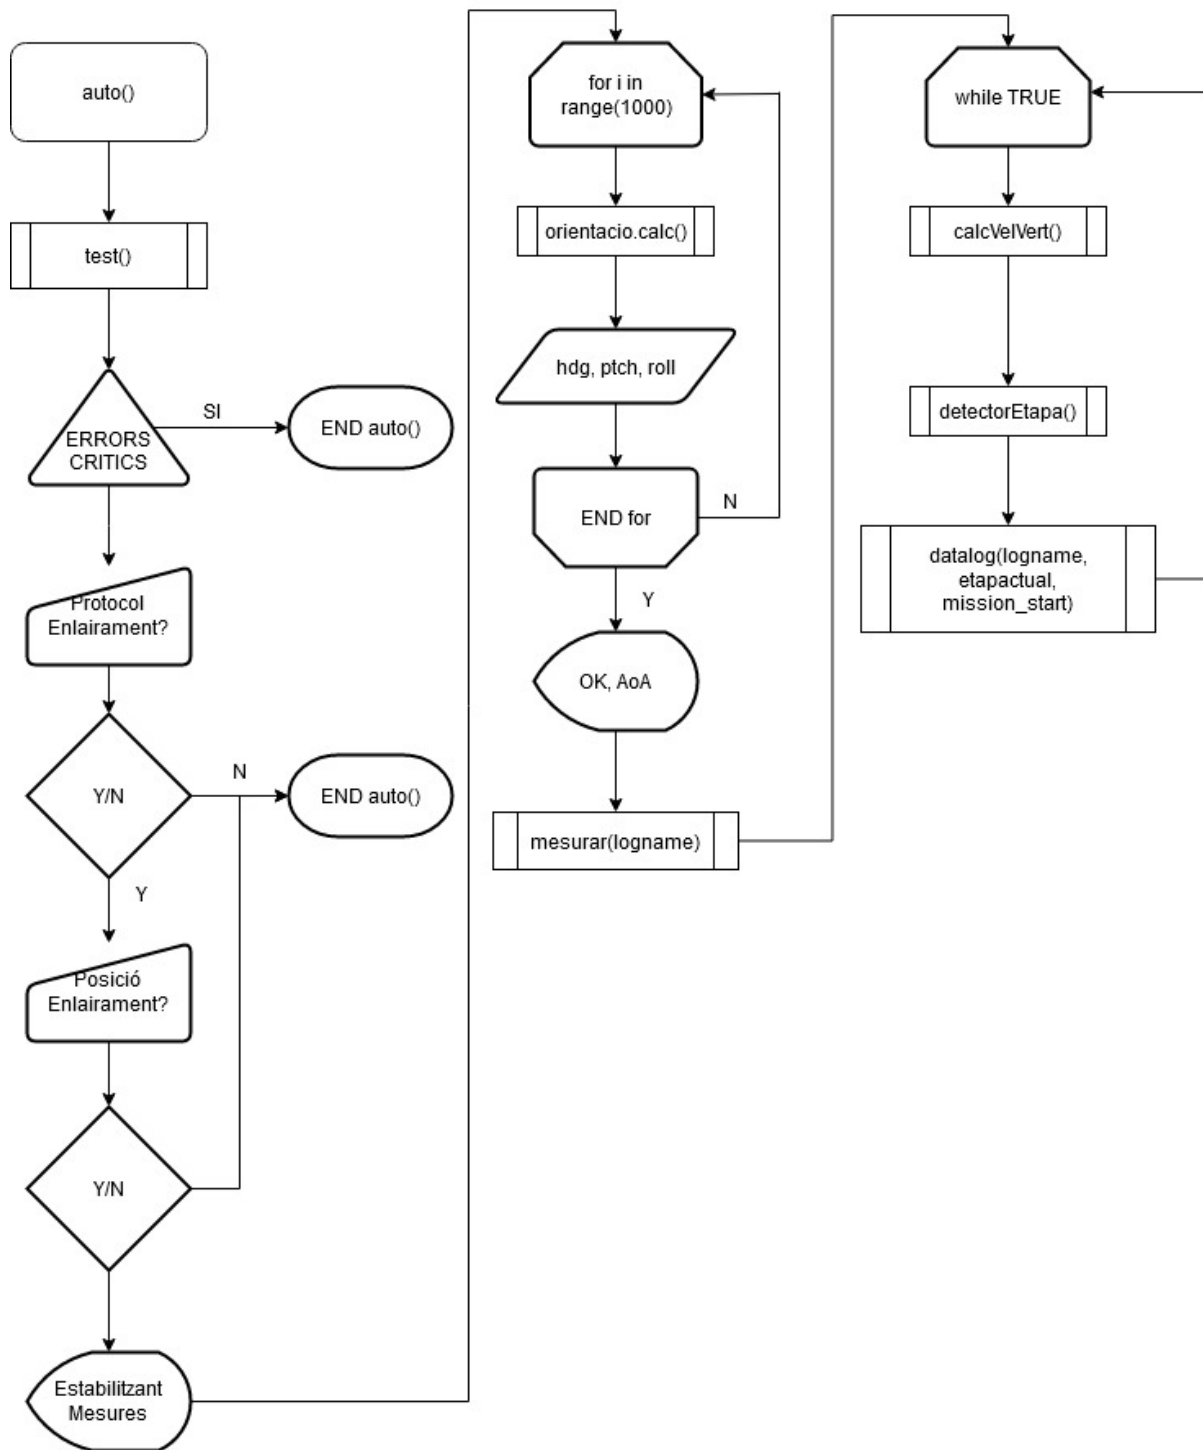 auto()
test()
ERRORS
CRITICS
SI
END auto()
Protocol
Enlairament?
Y/N
N
END auto()
Y
Posició
Enlairament?
Y/N
Estabilitzant
Mesures
for i in
range(1000)
orientacio.calc()
hdg, ptch, roll
END for
N
Y
OK, AoA
mesurar(logname)
while TRUE
calcVelVert()
detectorEtapa()
datalog(logname,
etapactual,
mission_start)